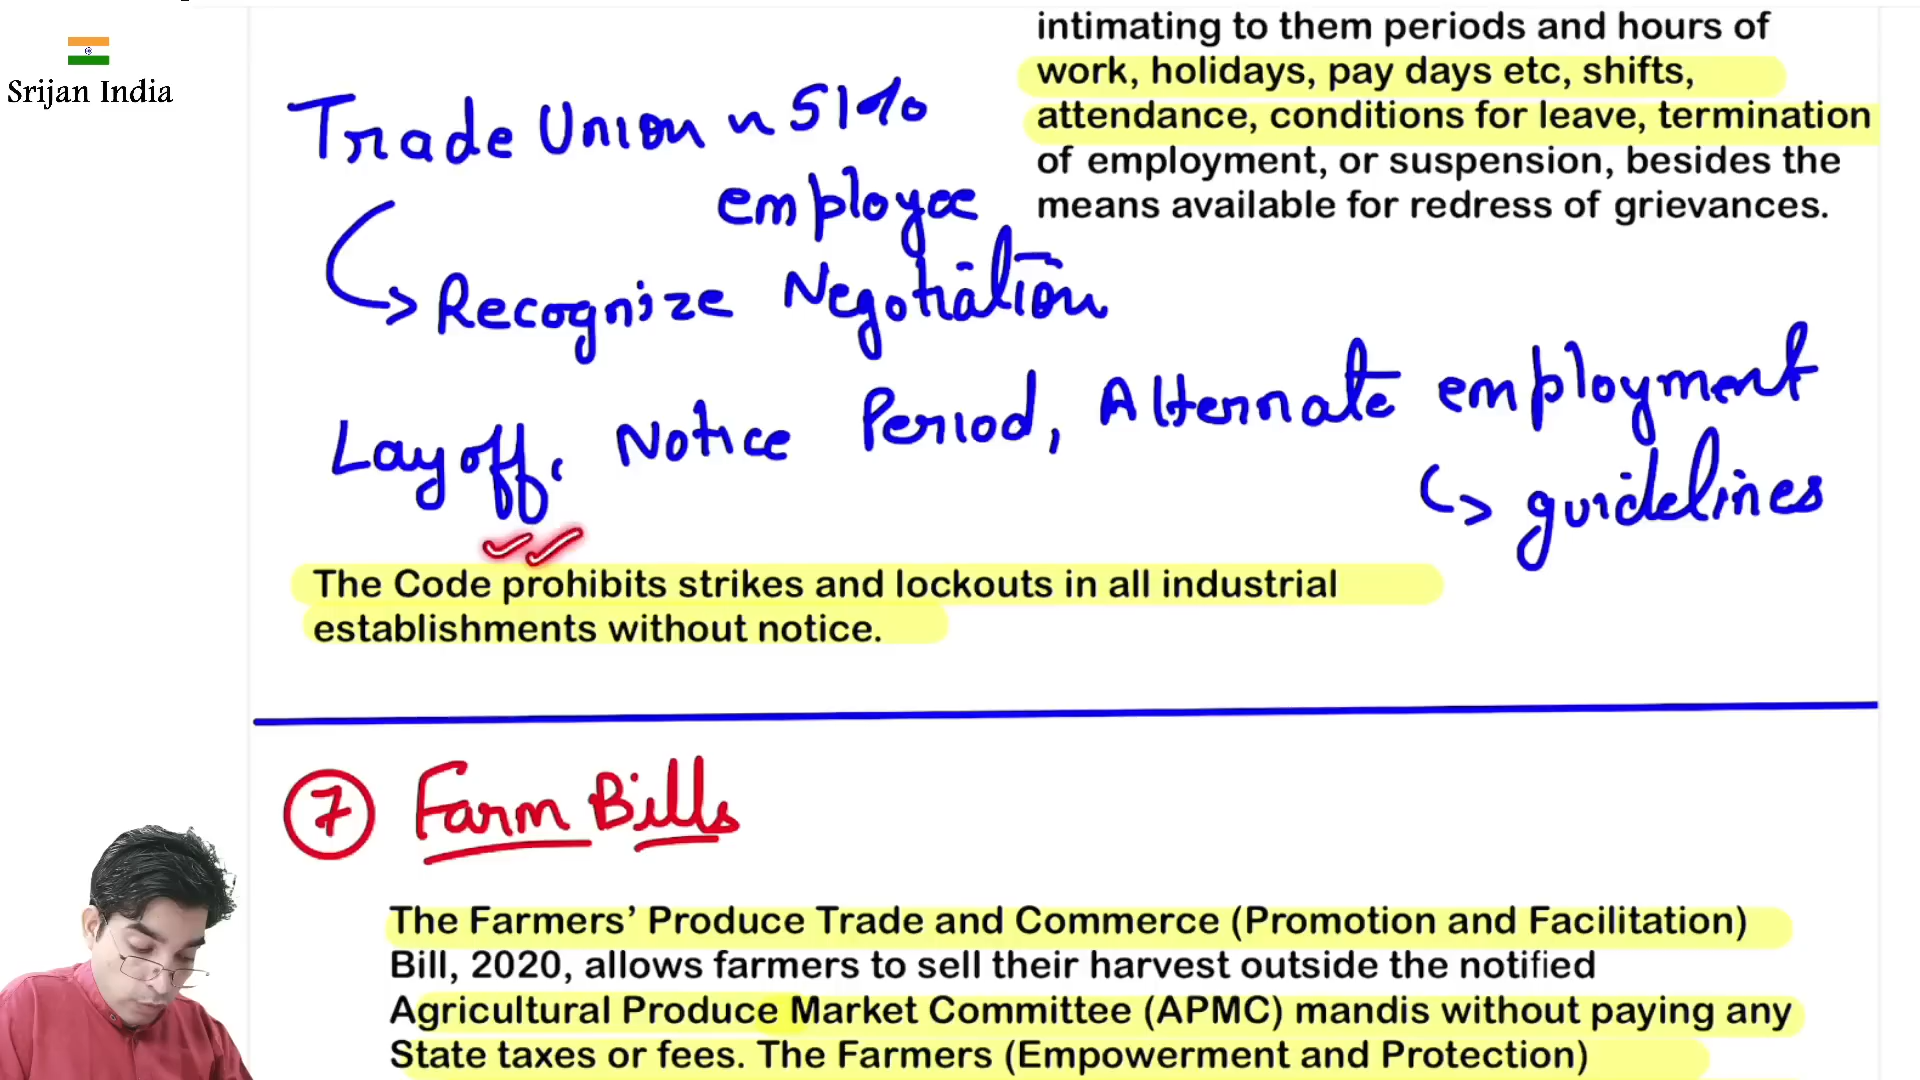 Srijan India
intimating to them periods and hours of
work, holidays, pay days etc, shifts,
attendance, conditions for leave, termination
of employment, or suspension, besides the
means available for redress of grievances.
Trade Union ~ 51%
employee
Recognize Negotiation
Layoff, Notice Period, Alternate employment
guidelines
The Code prohibits strikes and lockouts in all industrial
establishments without notice.
7 Farm Bills
The Farmers’ Produce Trade and Commerce (Promotion and Facilitation)
Bill, 2020, allows farmers to sell their harvest outside the notified
Agricultural Produce Market Committee (APMC) mandis without paying any
State taxes or fees. The Farmers (Empowerment and Protection)